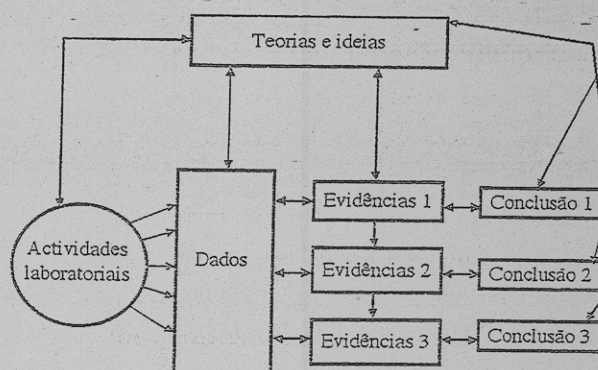 Teorias e ideias
Actividades
laboratoriais
Dados
Evidências 1
Conclusão 1
Evidências 2
Conclusão 2
Evidências 3
Conclusão 3